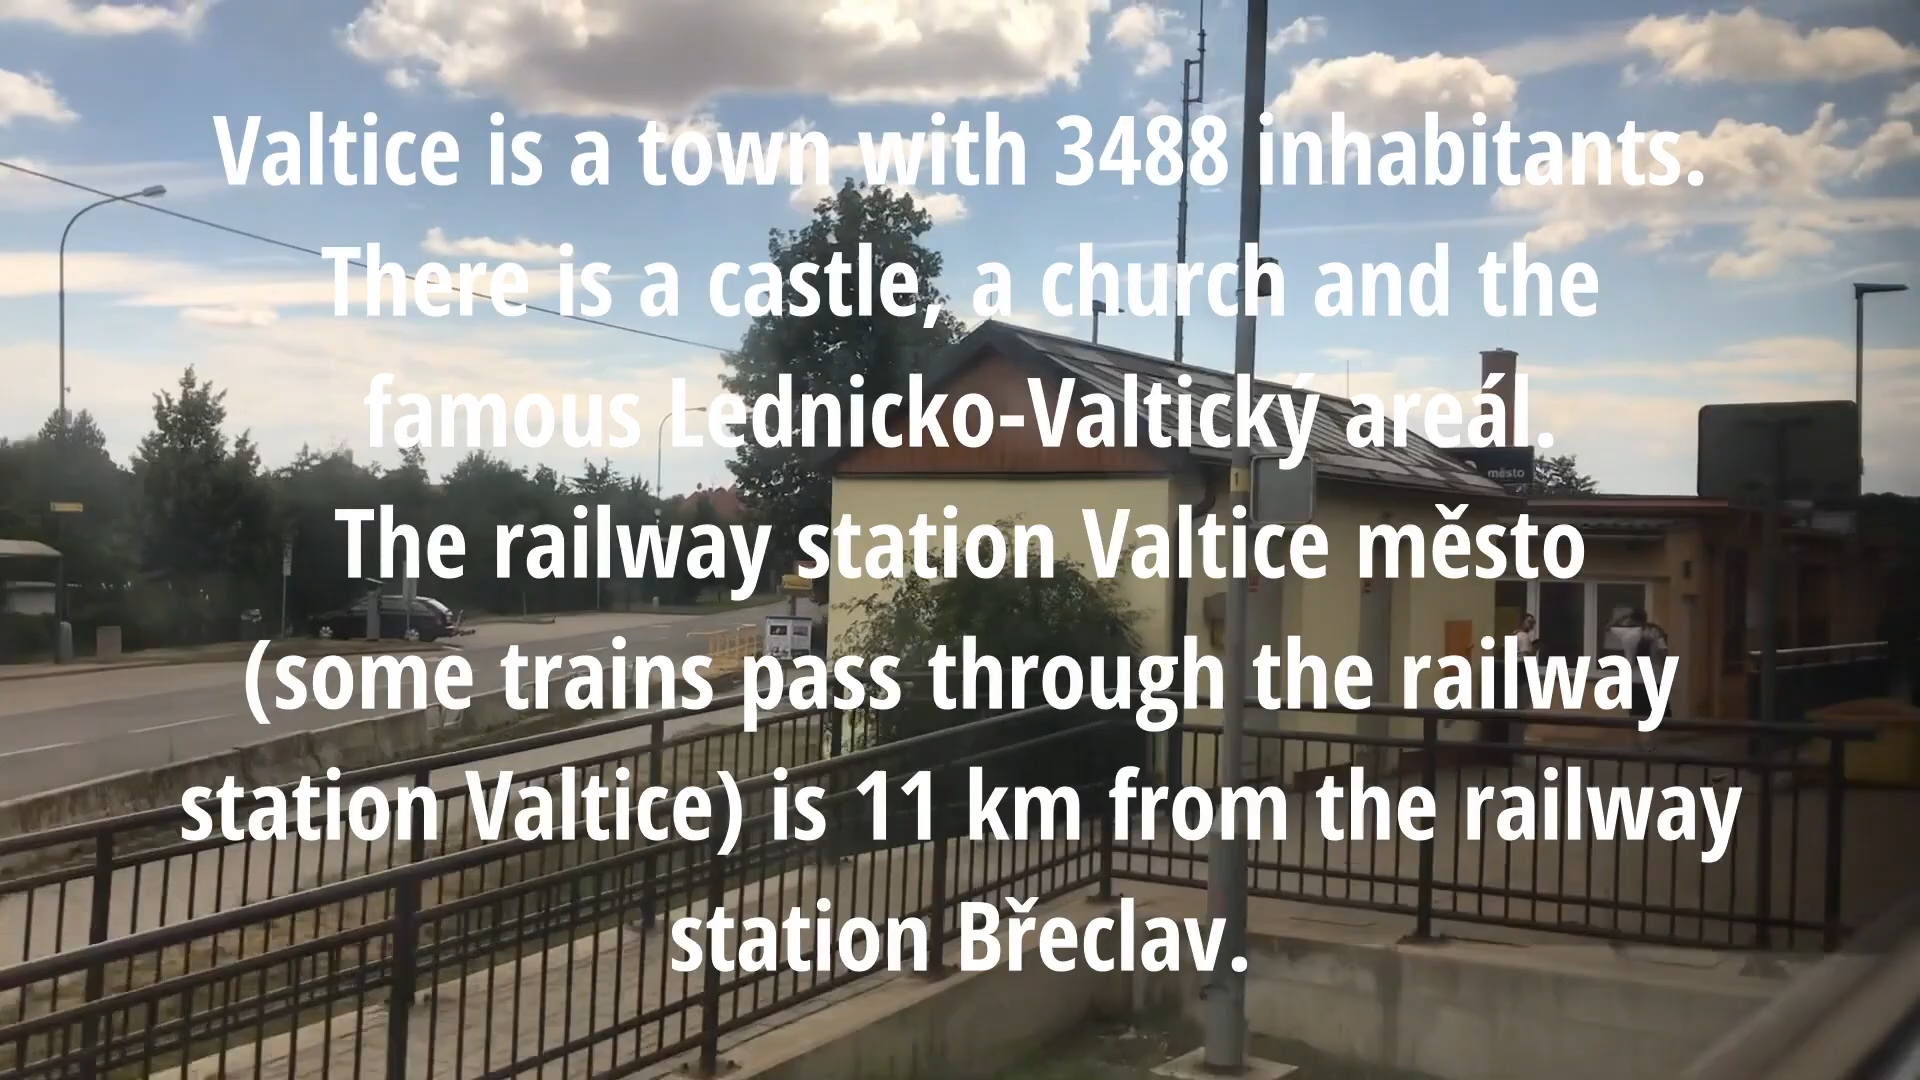 Valtice is a town with 3488 inhabitants.
There is a castle, a church and the
famous Lednicko-Valtický areál.
město
The railway station Valtice město
(some trains pass through the railway
station Valtice) is 11 km from the railway
station Břeclav.
1